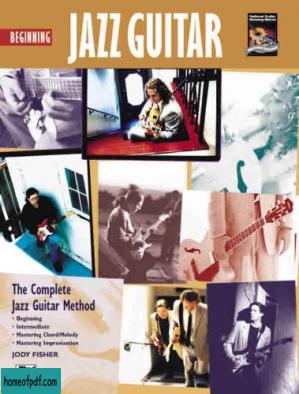 BEGINNING
JAZZ GUITAR
The Complete
Jazz Guitar Method
• Beginning
• Intermediate
• Mastering Chord/Melody
• Mastering Improvisation
JODY FISHER
homeofpdf.com